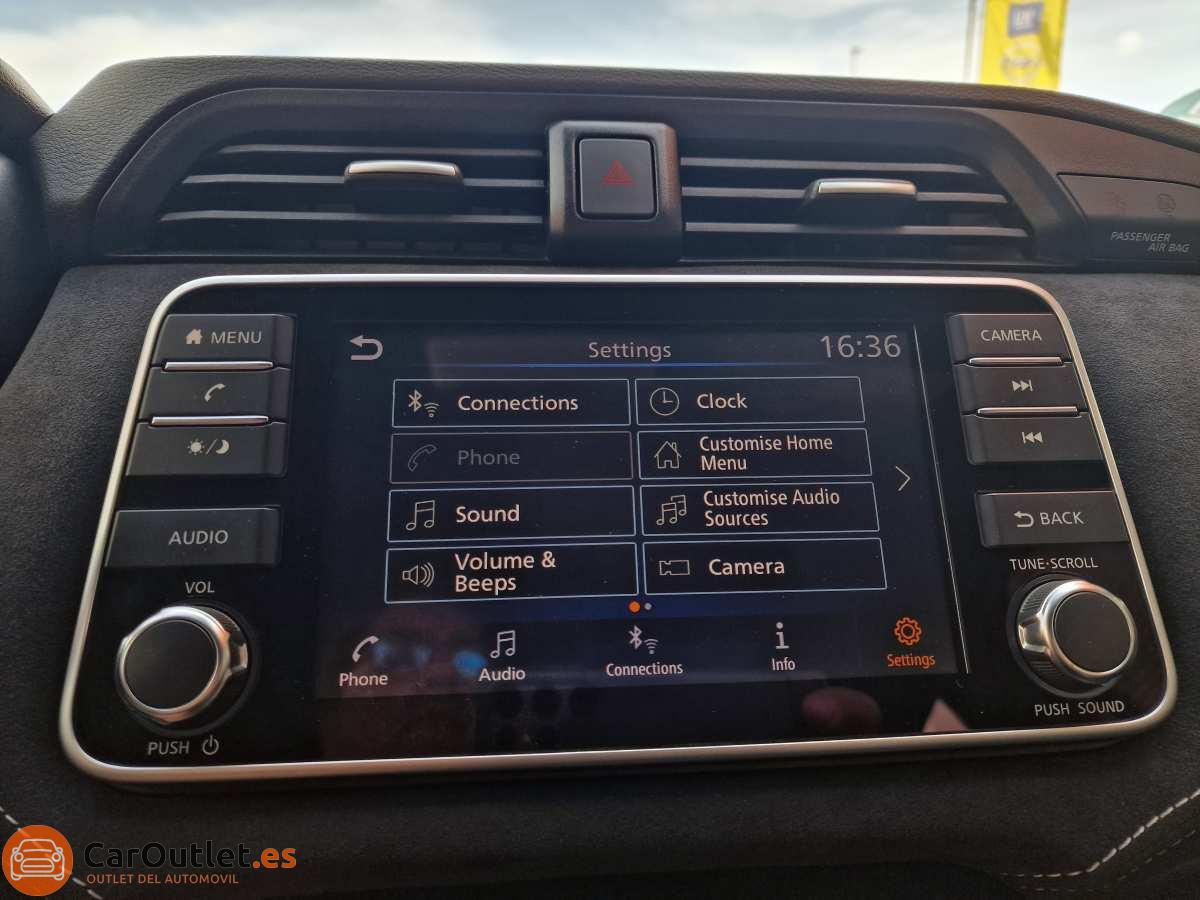 PASSENGER
AIR BAG
MENU
CAMERA
Settings
16:36
Connections
Clock
Phone
Customise Home
Menu
Sound
Customise Audio
Sources
Volume &
Beeps
Camera
AUDIO
BACK
VOL
TUNE·SCROLL
Phone
Audio
Connections
Info
Settings
PUSH
PUSH SOUND
CarOutlet.es
OUTLET DEL AUTOMOVIL